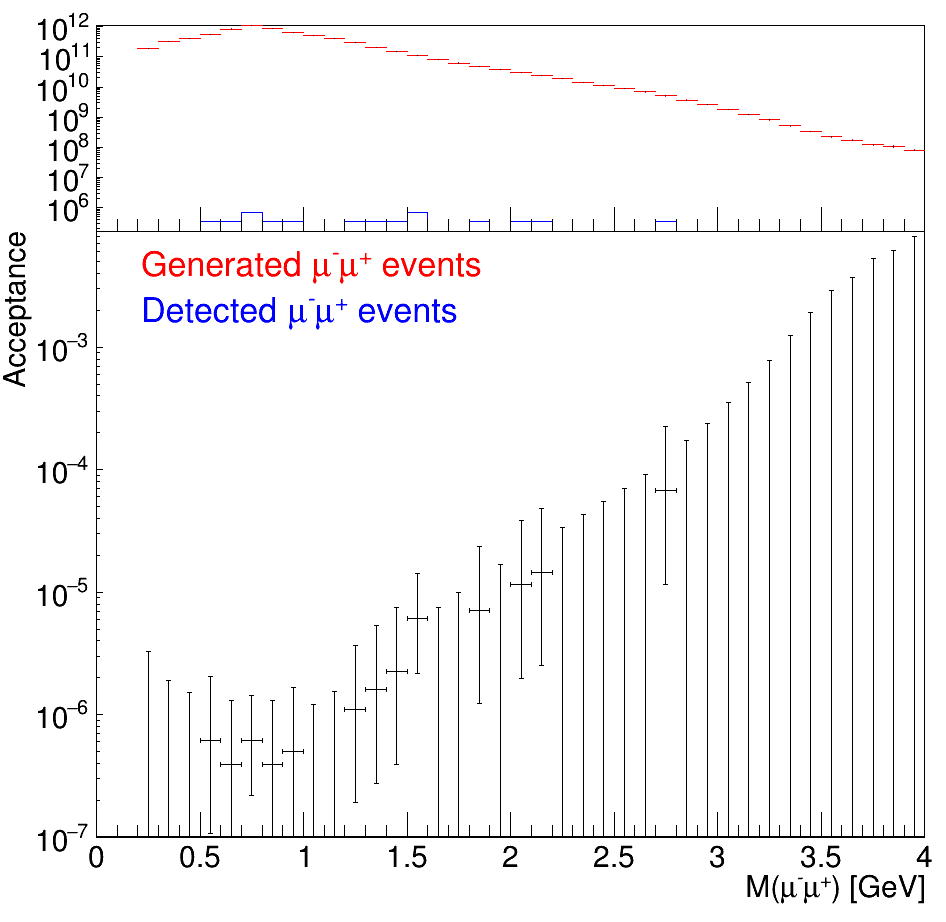 10¹²
10¹¹
10¹⁰
10⁹
10⁸
10⁷
10⁶
Generated μ⁻μ⁺ events
Detected μ⁻μ⁺ events
Acceptance
10⁻³
10⁻⁴
10⁻⁵
10⁻⁶
10⁻⁷
0 0.5 1 1.5 2 2.5 3 3.5 4
M(μ⁻μ⁺) [GeV]